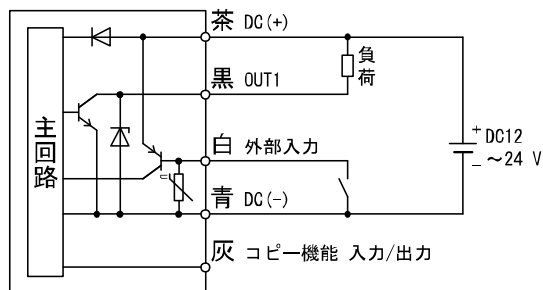 茶 DC(+)
負荷
黒 OUT1
主回路
白 外部入力
+ DC12
- ～24 V
U
青 DC(-)
灰 コピー機能 入力/出力